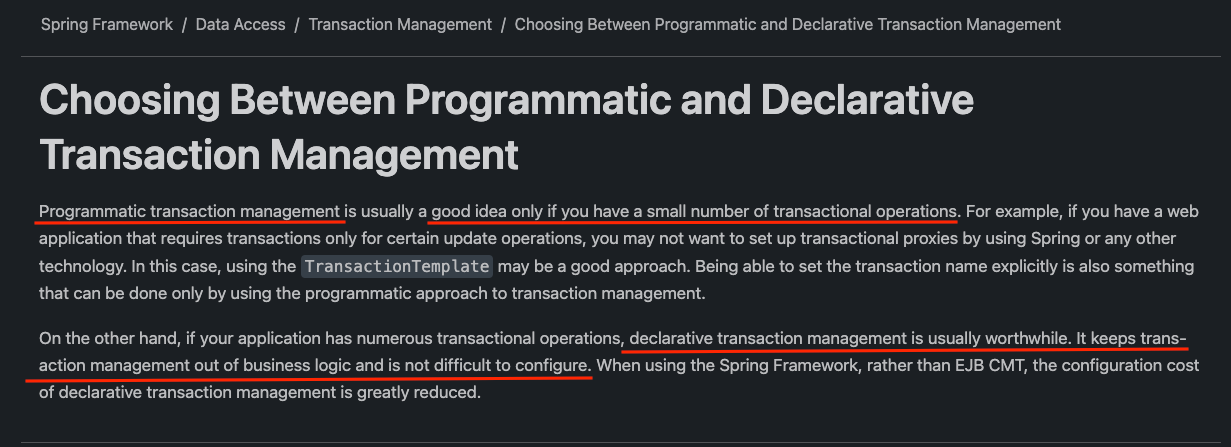 Spring Framework / Data Access / Transaction Management / Choosing Between Programmatic and Declarative Transaction Management
Choosing Between Programmatic and Declarative
Transaction Management
Programmatic transaction management is usually a good idea only if you have a small number of transactional operations. For example, if you have a web
application that requires transactions only for certain update operations, you may not want to set up transactional proxies by using Spring or any other
technology. In this case, using the TransactionTemplate may be a good approach. Being able to set the transaction name explicitly is also something
that can be done only by using the programmatic approach to transaction management.
On the other hand, if your application has numerous transactional operations, declarative transaction management is usually worthwhile. It keeps trans-
action management out of business logic and is not difficult to configure. When using the Spring Framework, rather than EJB CMT, the configuration cost
of declarative transaction management is greatly reduced.